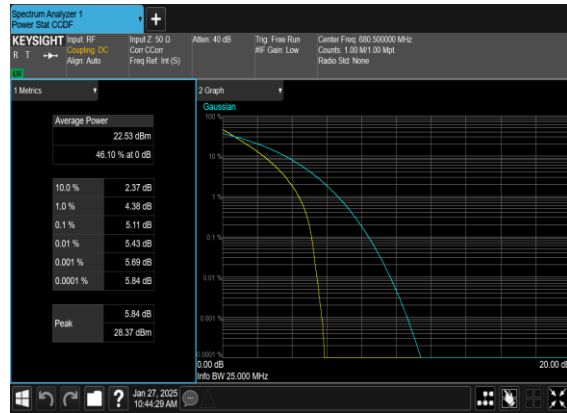 Spectrum Analyzer 1
Power Stat CCDF
KEYSIGHT
R T
LV
Input: RF
Coupling: DC
Align: Auto
Input Z: 50 Ω
Corr CCorr
Freq Ref: Int (S)
Atten: 40 dB
Trig: Free Run
#IF Gain: Low
Center Freq: 680.500000 MHz
Counts: 1.00 M/1.00 Mpt
Radio Std: None
1 Metrics
Average Power
22.53 dBm
46.10 % at 0 dB
10.0 % 2.37 dB
1.0 % 4.38 dB
0.1 % 5.11 dB
0.01 % 5.43 dB
0.001 % 5.69 dB
0.0001 % 5.84 dB
Peak
5.84 dB
28.37 dBm
2 Graph
Gaussian
100 %
10 %
1 %
0.1 %
0.01 %
0.001 %
0.0001 %
0.00 dB
20.00 dB
Info BW 25.000 MHz
?
Jan 27, 2025
10:44:29 AM